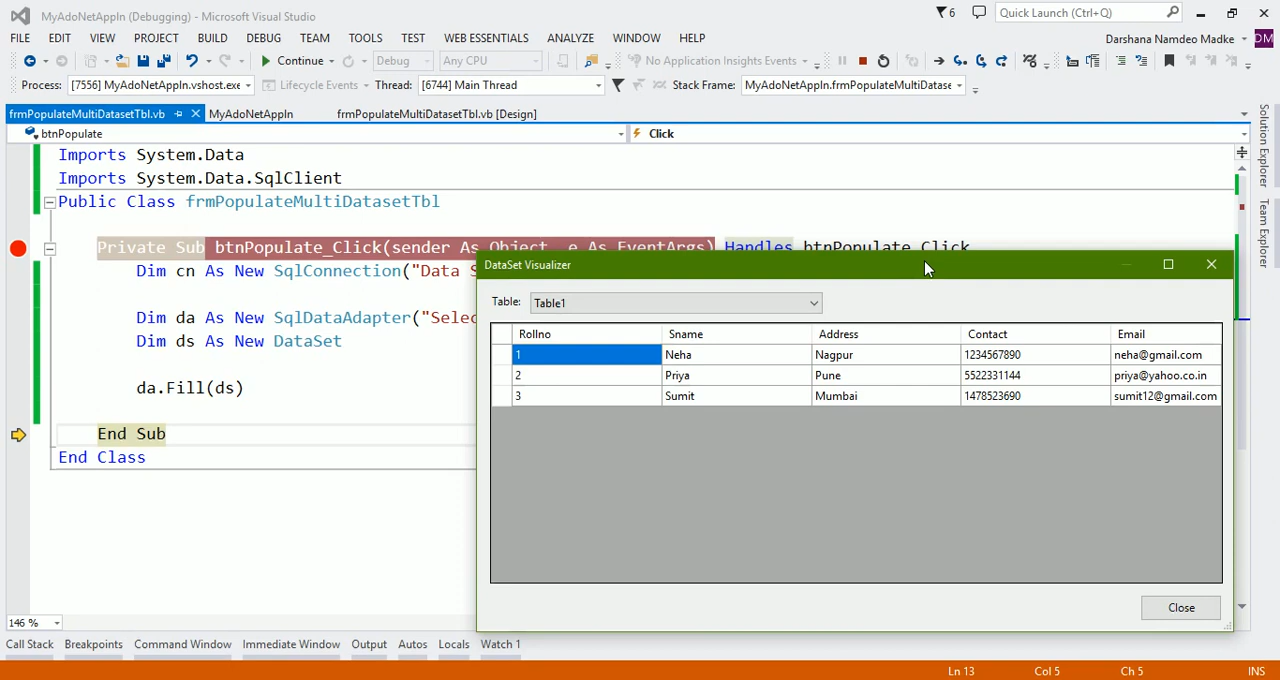 MyAdoNetAppIn (Debugging) - Microsoft Visual Studio
6
Quick Launch (Ctrl+Q)
FILE EDIT VIEW PROJECT BUILD DEBUG TEAM TOOLS TEST WEB ESSENTIALS ANALYZE WINDOW HELP
Darshana Namdeo Madke DM
Continue Debug Any CPU No Application Insights Events
Process: [7556] MyAdoNetAppIn.vshost.exe Lifecycle Events Thread: [6744] Main Thread Stack Frame: MyAdoNetAppIn.frmPopulateMultiDatase
frmPopulateMultiDatasetTbl.vb MyAdoNetAppIn frmPopulateMultiDatasetTbl.vb [Design]
btnPopulate Click
Imports System.Data
Imports System.Data.SqlClient
Public Class frmPopulateMultiDatasetTbl
Private Sub btnPopulate_Click(sender As Object, e As EventArgs) Handles btnPopulate.Click
Dim cn As New SqlConnection("Data S
Dim da As New SqlDataAdapter("Selec
Dim ds As New DataSet
da.Fill(ds)
End Sub
End Class
DataSet Visualizer
Table: Table1
Rollno Sname Address Contact Email
1 Neha Nagpur 1234567890 neha@gmail.com
2 Priya Pune 5522331144 priya@yahoo.co.in
3 Sumit Mumbai 1478523690 sumit12@gmail.com
Close
Solution Explorer
Team Explorer
146 %
Call Stack Breakpoints Command Window Immediate Window Output Autos Locals Watch 1
Ln 13 Col 5 Ch 5 INS